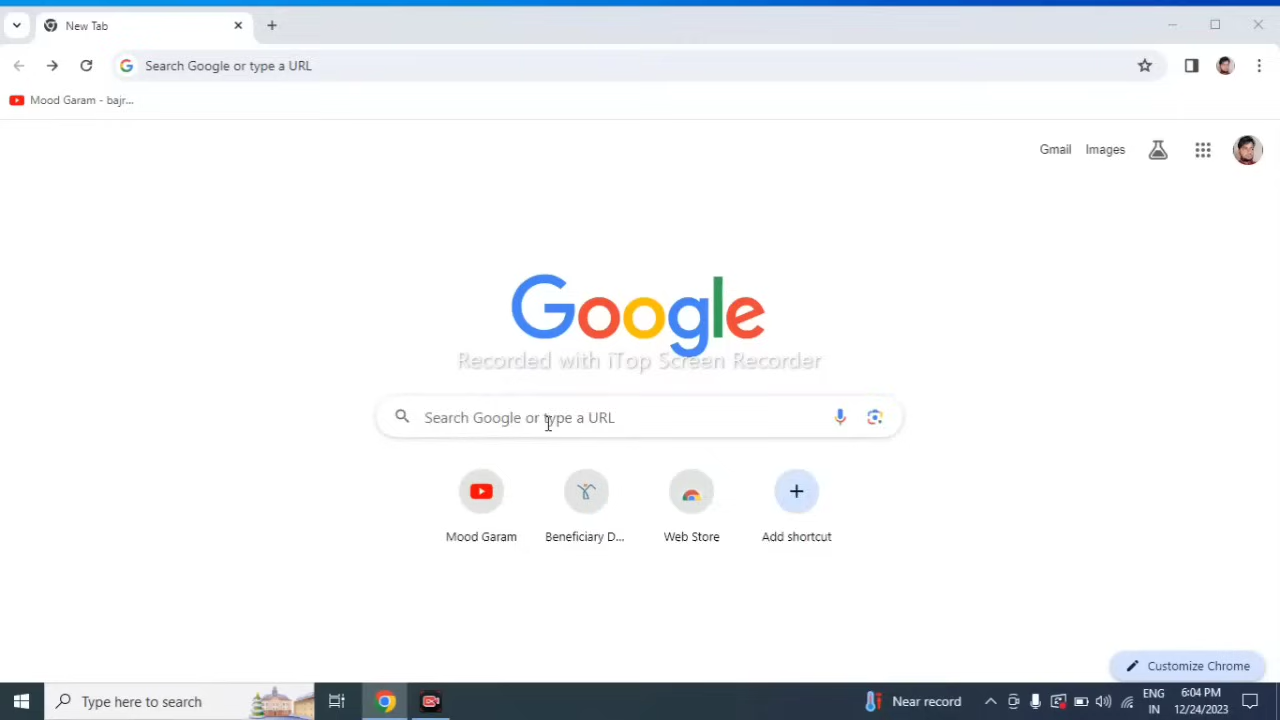 New Tab
Search Google or type a URL
Mood Garam - bajr...
Gmail Images
Google
Recorded with iTop Screen Recorder
Search Google or type a URL
Mood Garam Beneficiary D... Web Store Add shortcut
Customize Chrome
Type here to search
Near record
ENG
IN
6:04 PM
12/24/2023